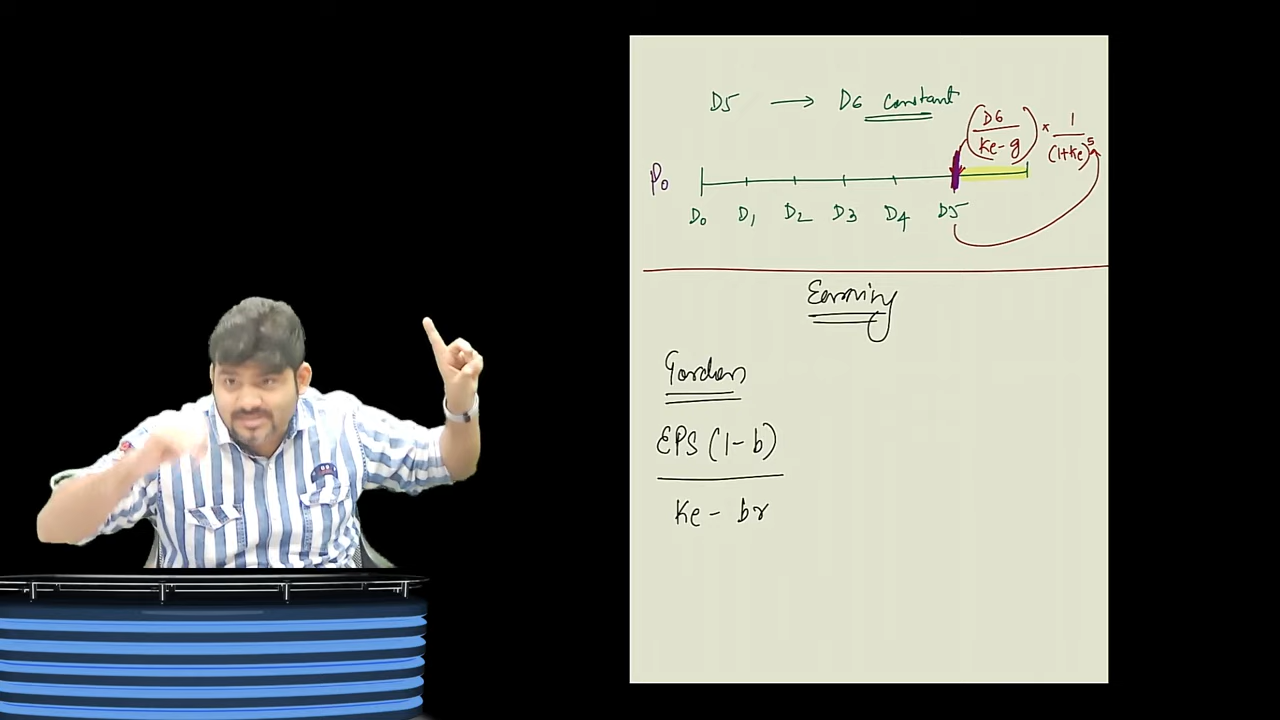 D5 → D6 constant
(D6 / Ke - g) × 1 / (1+Ke)^5
P0
D0 D1 D2 D3 D4 D5
Earning
Gordon
EPS (1 - b)
Ke - br